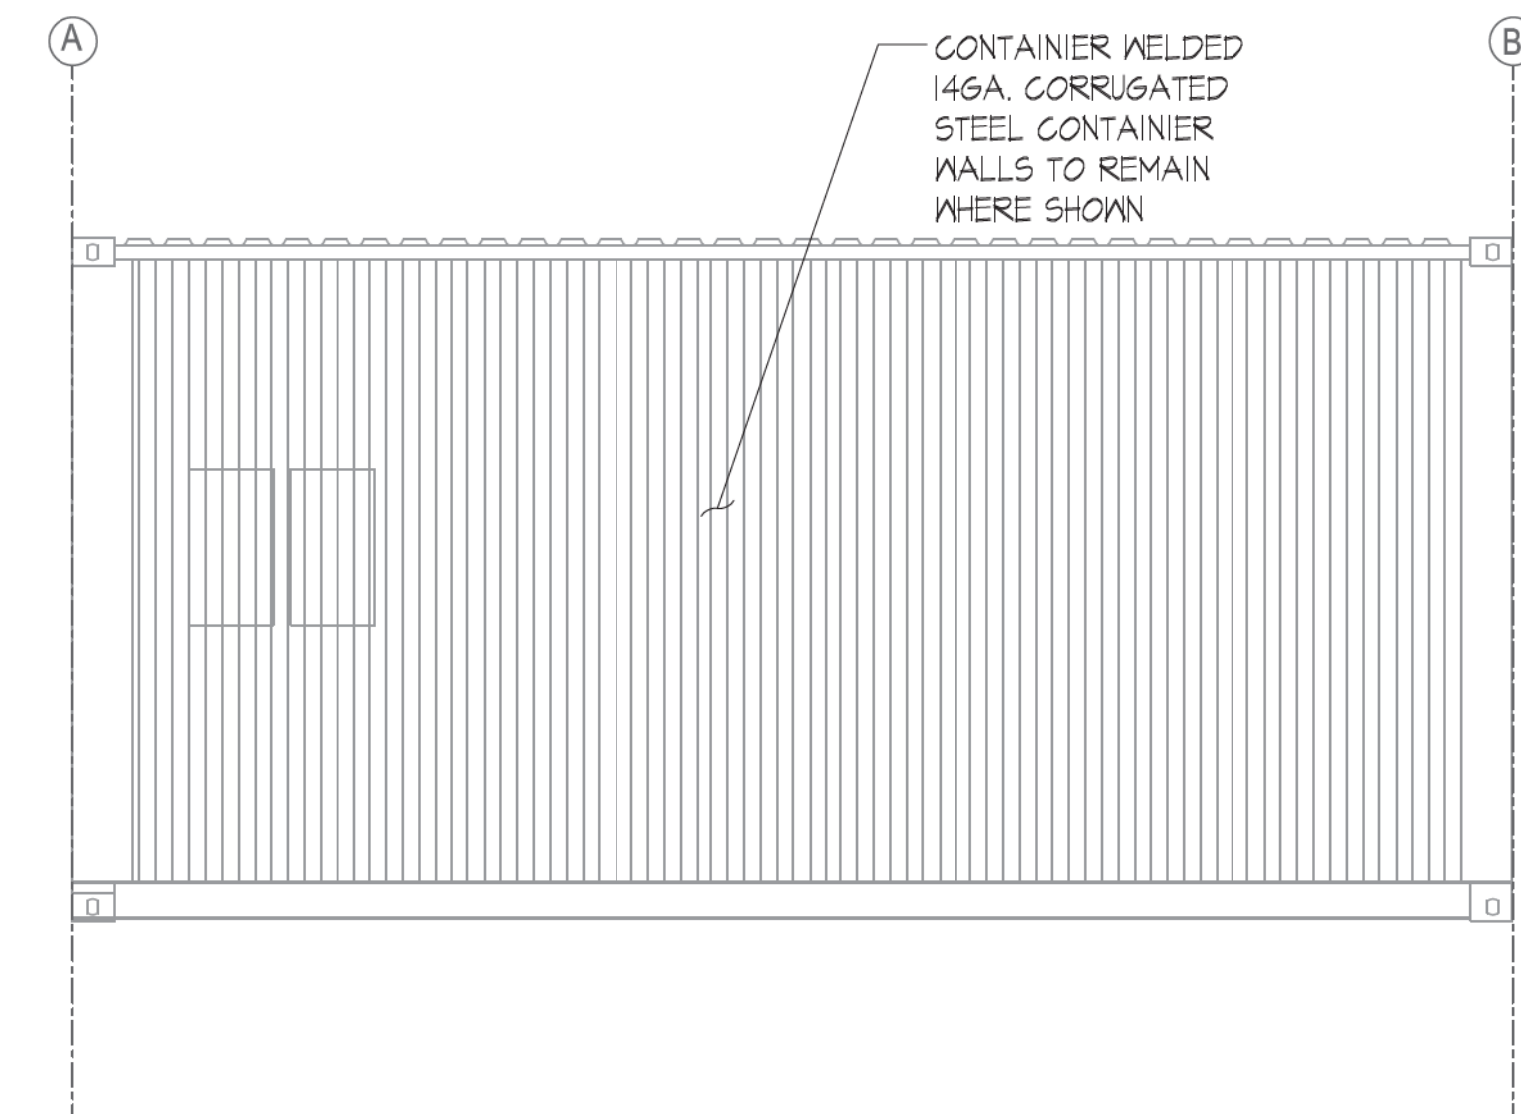 A
B
CONTAINIER WELDED
14GA. CORRUGATED
STEEL CONTAINIER
WALLS TO REMAIN
WHERE SHOWN